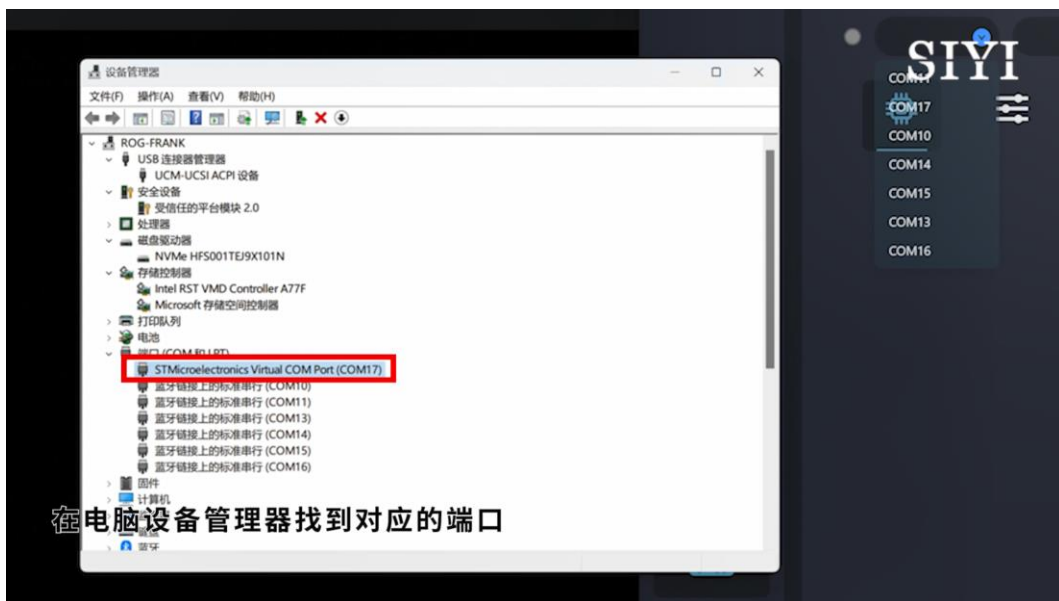 设备管理器
SIYI
文件(F) 操作(A) 查看(V) 帮助(H)
ROG-FRANK
USB 连接器管理器
UCM-UCSI ACPI 设备
安全设备
受信任的平台模块 2.0
处理器
磁盘驱动器
NVMe HFS001TEJ9X101N
存储控制器
Intel RST VMD Controller A77F
Microsoft 存储空间控制器
打印队列
电池
端口 (COM 和 LPT)
STMicroelectronics Virtual COM Port (COM17)
蓝牙链接上的标准串行 (COM10)
蓝牙链接上的标准串行 (COM11)
蓝牙链接上的标准串行 (COM13)
蓝牙链接上的标准串行 (COM14)
蓝牙链接上的标准串行 (COM15)
蓝牙链接上的标准串行 (COM16)
固件
计算机
蓝牙
在电脑设备管理器找到对应的端口
COM11
COM17
COM10
COM14
COM15
COM13
COM16